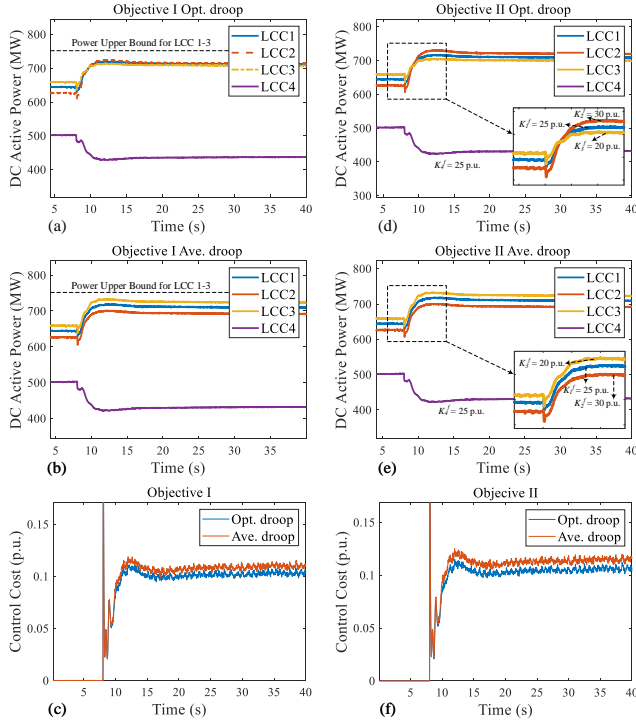 Objective I Opt. droop
DC Active Power (MW)
800
700
600
500
400
Power Upper Bound for LCC 1-3
LCC1
LCC2
LCC3
LCC4
5 10 15 20 25 30 35 40
(a) Time (s)
Objective II Opt. droop
DC Active Power (MW)
800
700
600
500
400
300
LCC1
LCC2
LCC3
LCC4
K₂ᶠ = 30 p.u.
K₁ᶠ = 25 p.u.
K₃ᶠ = 20 p.u.
K₄ᶠ = 25 p.u.
5 10 15 20 25 30 35 40
(d) Time (s)
Objective I Ave. droop
DC Active Power (MW)
800
700
600
500
400
Power Upper Bound for LCC 1-3
LCC1
LCC2
LCC3
LCC4
5 10 15 20 25 30 35 40
(b) Time (s)
Objective II Ave. droop
DC Active Power (MW)
800
700
600
500
400
LCC1
LCC2
LCC3
LCC4
K₃ᶠ = 20 p.u.
K₁ᶠ = 25 p.u.
K₂ᶠ = 30 p.u.
K₄ᶠ = 25 p.u.
5 10 15 20 25 30 35 40
(e) Time (s)
Objective I
Control Cost (p.u.)
0.15
0.1
0.05
0
Opt. droop
Ave. droop
5 10 15 20 25 30 35 40
(c) Time (s)
Objective II
Control Cost (p.u.)
0.15
0.1
0.05
0
Opt. droop
Ave. droop
5 10 15 20 25 30 35 40
(f) Time (s)